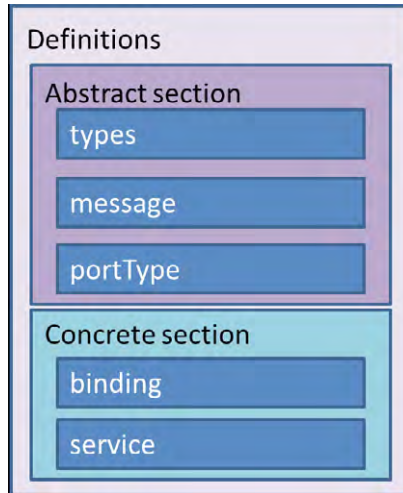 Definitions
Abstract section
types
message
portType
Concrete section
binding
service